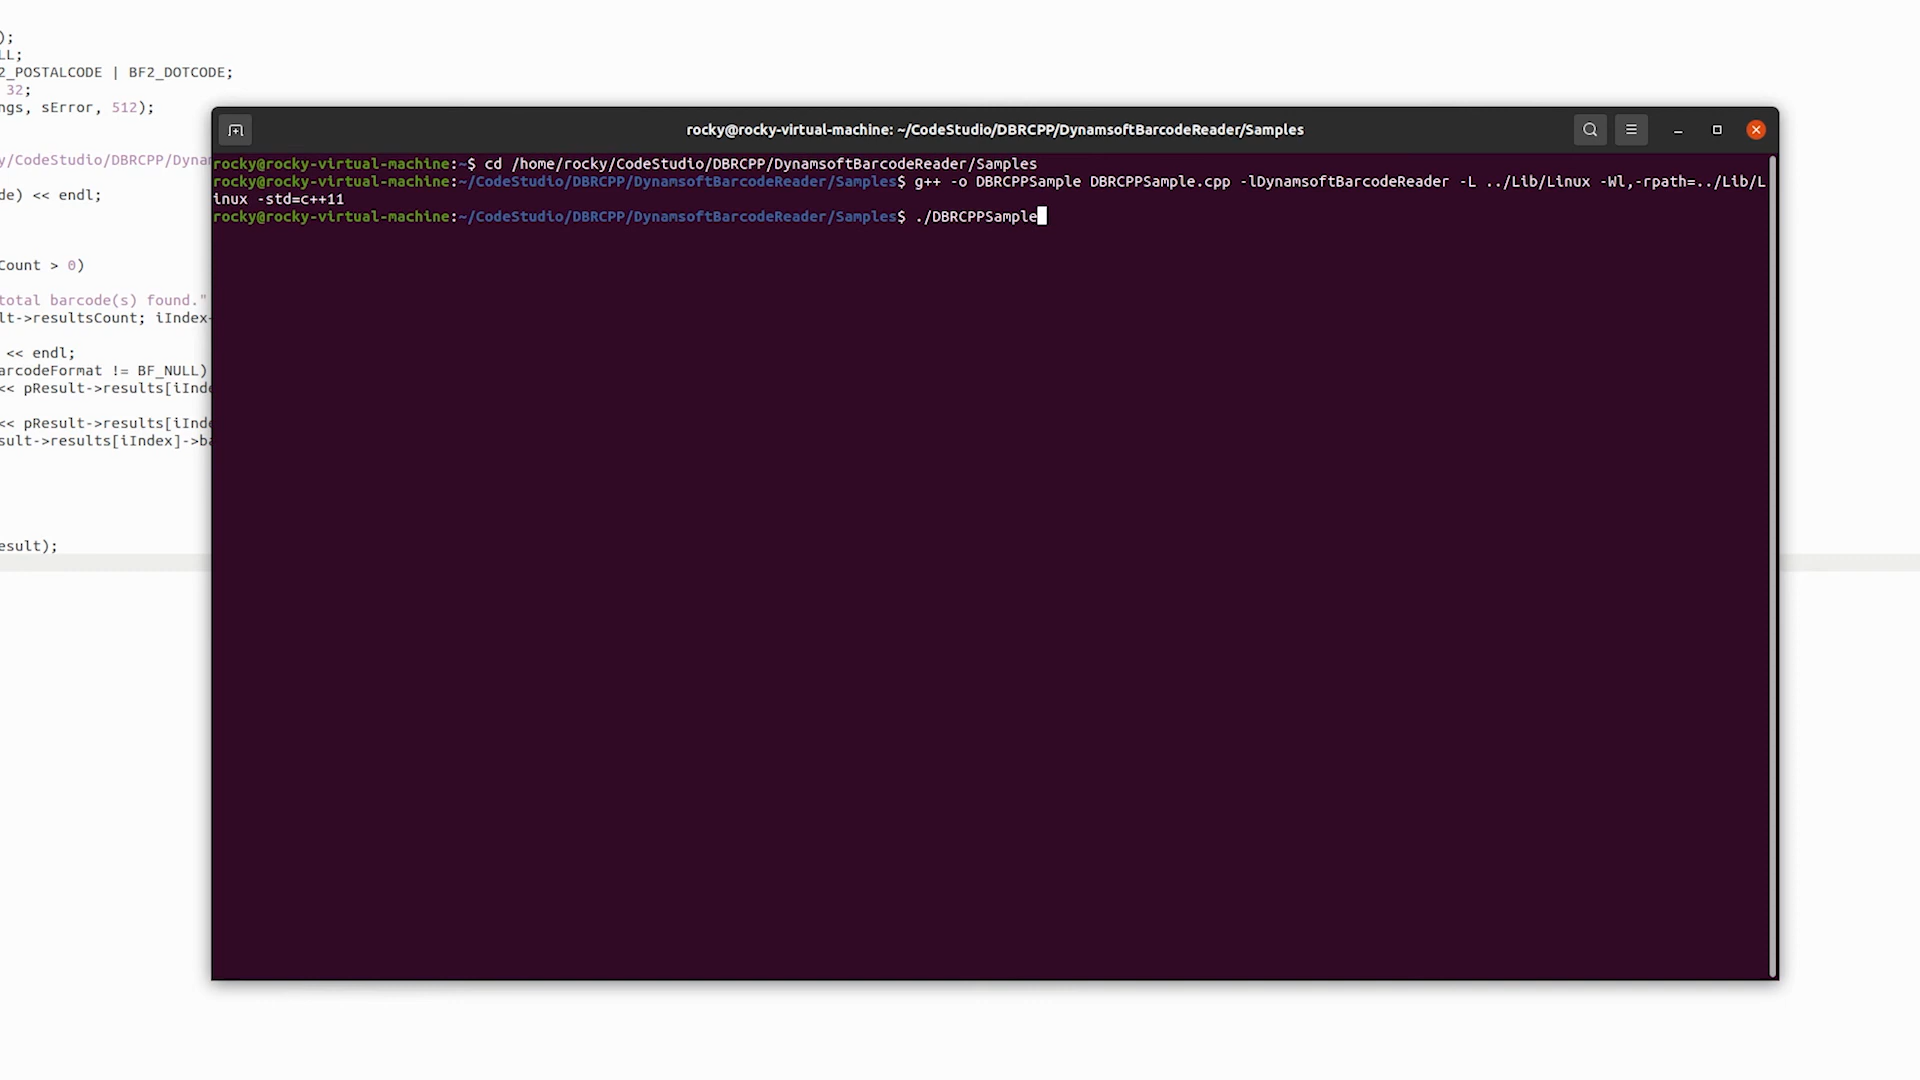 );
LL;
2_POSTALCODE | BF2_DOTCODE;
32;
ngs, sError, 512);
y/CodeStudio/DBRCPP/Dynam
de) << endl;
Count > 0)
total barcode(s) found."
lt->resultsCount; iIndex
<< endl;
arcodeFormat != BF_NULL)
<< pResult->results[iInde
<< pResult->results[iInde
sult->results[iIndex]->ba
esult);
rocky@rocky-virtual-machine: ~/CodeStudio/DBRCPP/DynamsoftBarcodeReader/Samples
rocky@rocky-virtual-machine:~$ cd /home/rocky/CodeStudio/DBRCPP/DynamsoftBarcodeReader/Samples
rocky@rocky-virtual-machine:~/CodeStudio/DBRCPP/DynamsoftBarcodeReader/Samples$ g++ -o DBRCPPSample DBRCPPSample.cpp -lDynamsoftBarcodeReader -L ../Lib/Linux -Wl,-rpath=../Lib/L
inux -std=c++11
rocky@rocky-virtual-machine:~/CodeStudio/DBRCPP/DynamsoftBarcodeReader/Samples$ ./DBRCPPSample